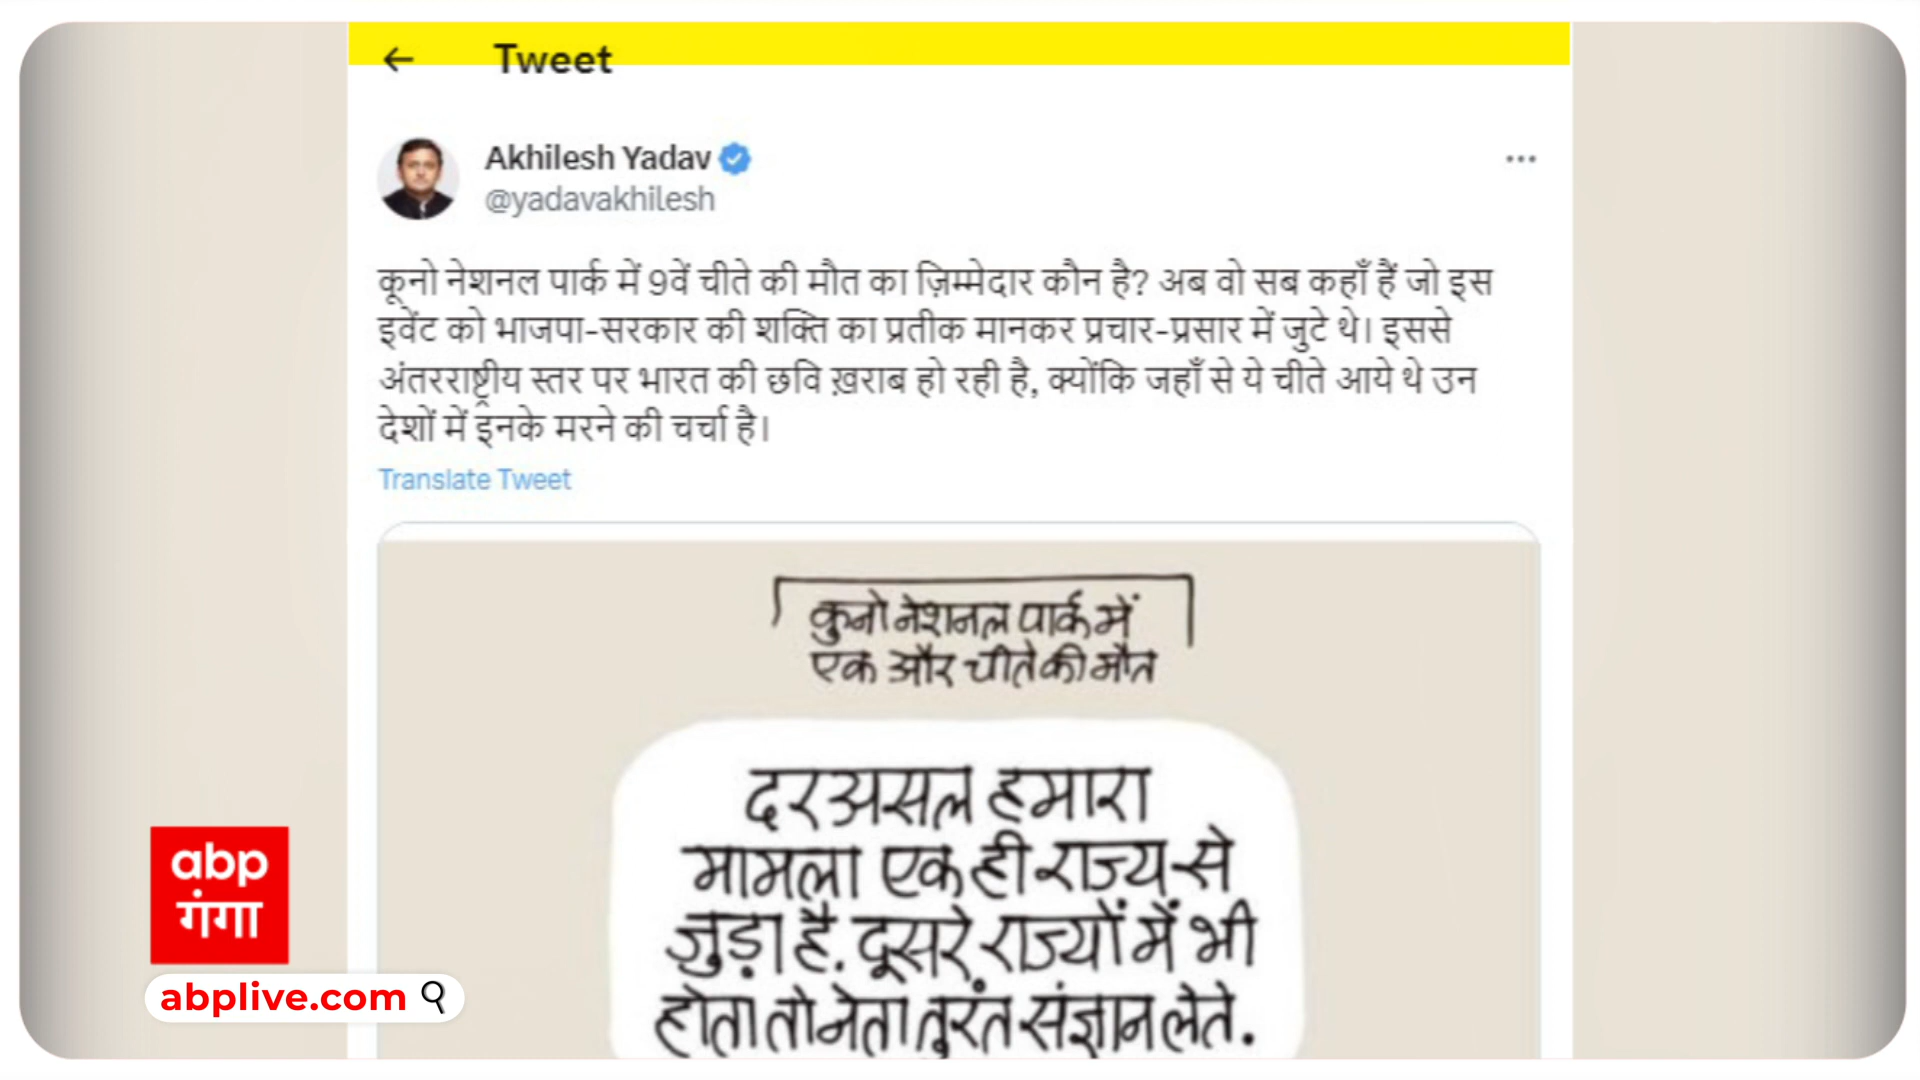 Tweet
Akhilesh Yadav
@yadavakhilesh
कूनो नेशनल पार्क में 9वें चीते की मौत का ज़िम्मेदार कौन है? अब वो सब कहाँ हैं जो इस
इवेंट को भाजपा-सरकार की शक्ति का प्रतीक मानकर प्रचार-प्रसार में जुटे थे। इससे
अंतरराष्ट्रीय स्तर पर भारत की छवि ख़राब हो रही है, क्योंकि जहाँ से ये चीते आये थे उन
देशों में इनके मरने की चर्चा है।
Translate Tweet
कुनो नेशनल पार्क में
एक और चीते की मौत
दरअसल हमारा
मामला एक ही राज्य से
जुड़ा है. दूसरे राज्यों में भी
होता तो नेता तुरंत संज्ञान लेते.
abp
गंगा
abplive.com